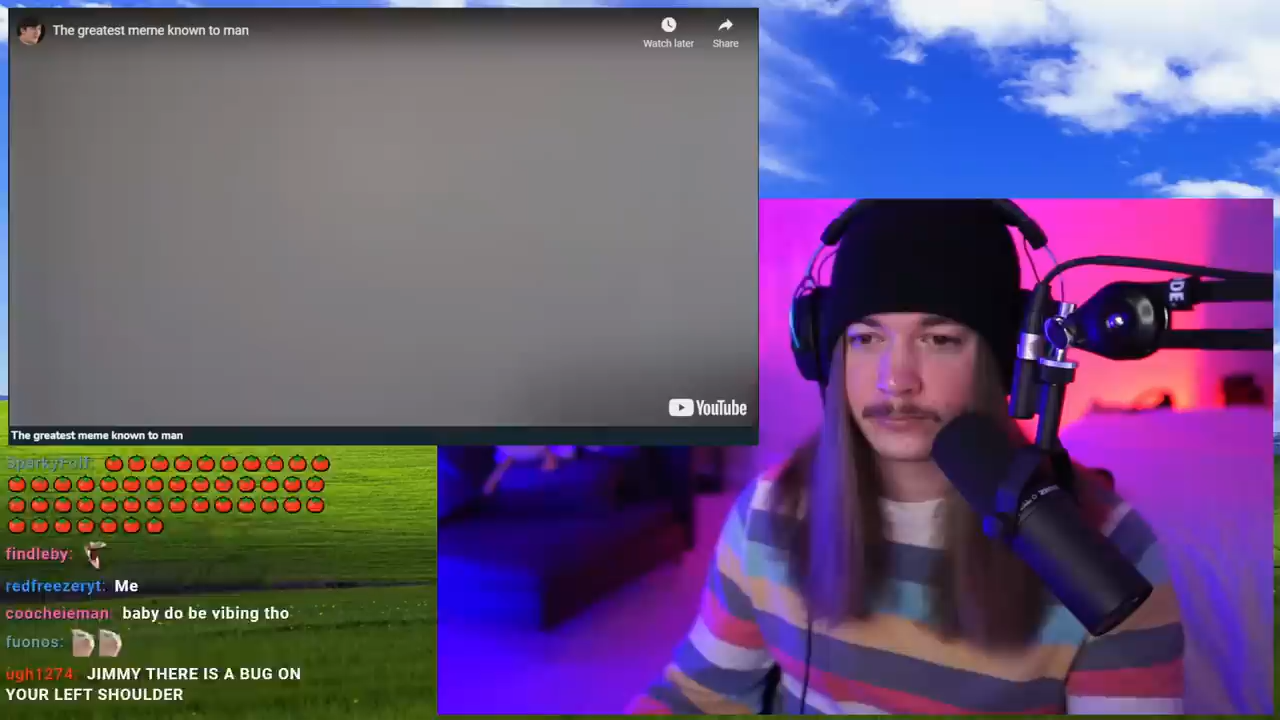 The greatest meme known to man
Watch later
Share
YouTube
The greatest meme known to man
SparkyFoif:
findleby:
redfreezeryt: Me
coocheieman baby do be vibing tho
fuonos:
ugh1274 JIMMY THERE IS A BUG ON
YOUR LEFT SHOULDER